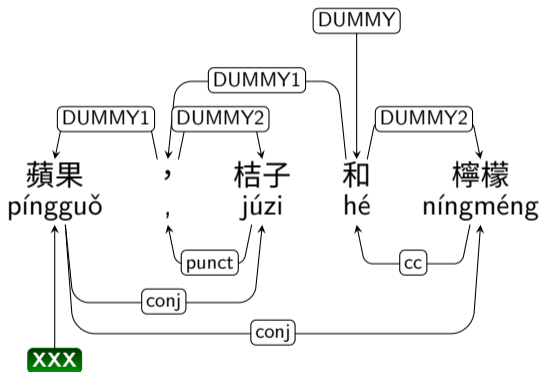 DUMMY
DUMMY1
DUMMY1 DUMMY2 DUMMY2
蘋果 ，桔子 和 檸檬
píngguǒ , júzi hé níngméng
punct cc
conj
conj
XXX